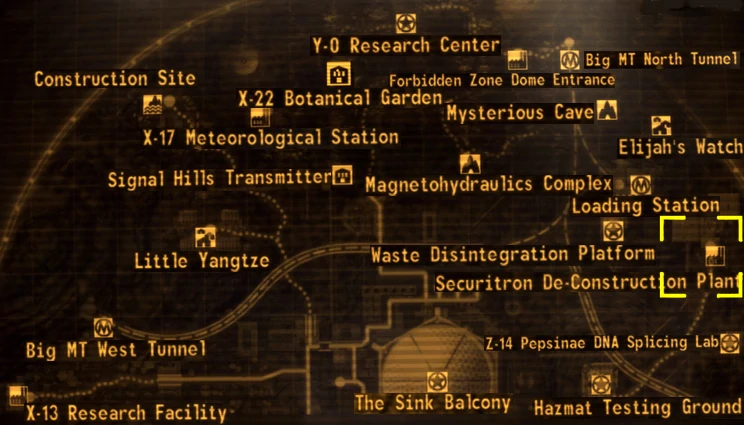 Y-0 Research Center
Big MT North Tunnel
Construction Site
Forbidden Zone Dome Entrance
X-22 Botanical Garden
Mysterious Cave
X-17 Meteorological Station
Elijah's Watch
Signal Hills Transmitter
Magnetohydraulics Complex
Loading Station
Little Yangtze
Waste Disintegration Platform
Securitron De-Construction Plant
Big MT West Tunnel
Z-14 Pepsinae DNA Splicing Lab
The Sink Balcony
Hazmat Testing Ground
X-13 Research Facility